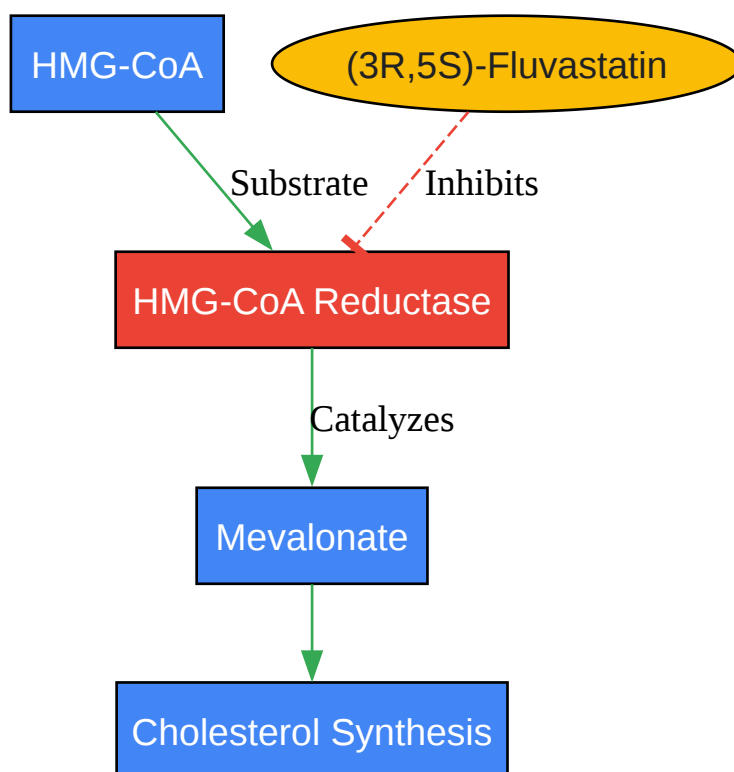 HMG-CoA
(3R,5S)-Fluvastatin
Substrate
Inhibits
HMG-CoA Reductase
Catalyzes
Mevalonate
Cholesterol Synthesis